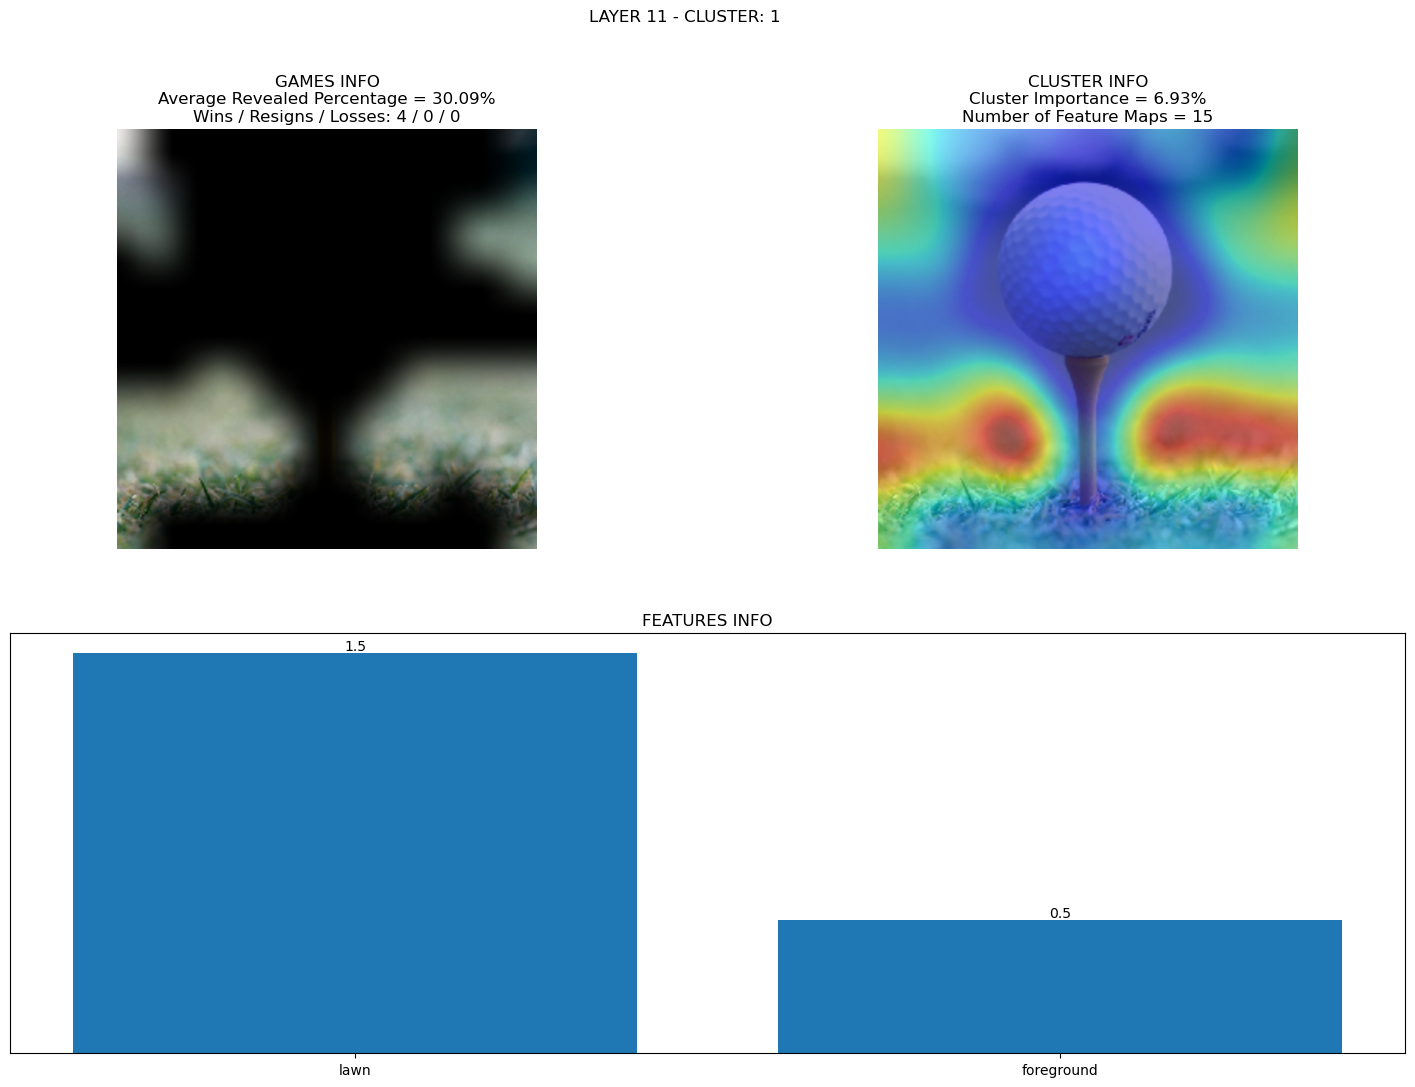 LAYER 11 - CLUSTER: 1
GAMES INFO
Average Revealed Percentage = 30.09%
Wins / Resigns / Losses: 4 / 0 / 0
CLUSTER INFO
Cluster Importance = 6.93%
Number of Feature Maps = 15
FEATURES INFO
1.5
0.5
lawn
foreground